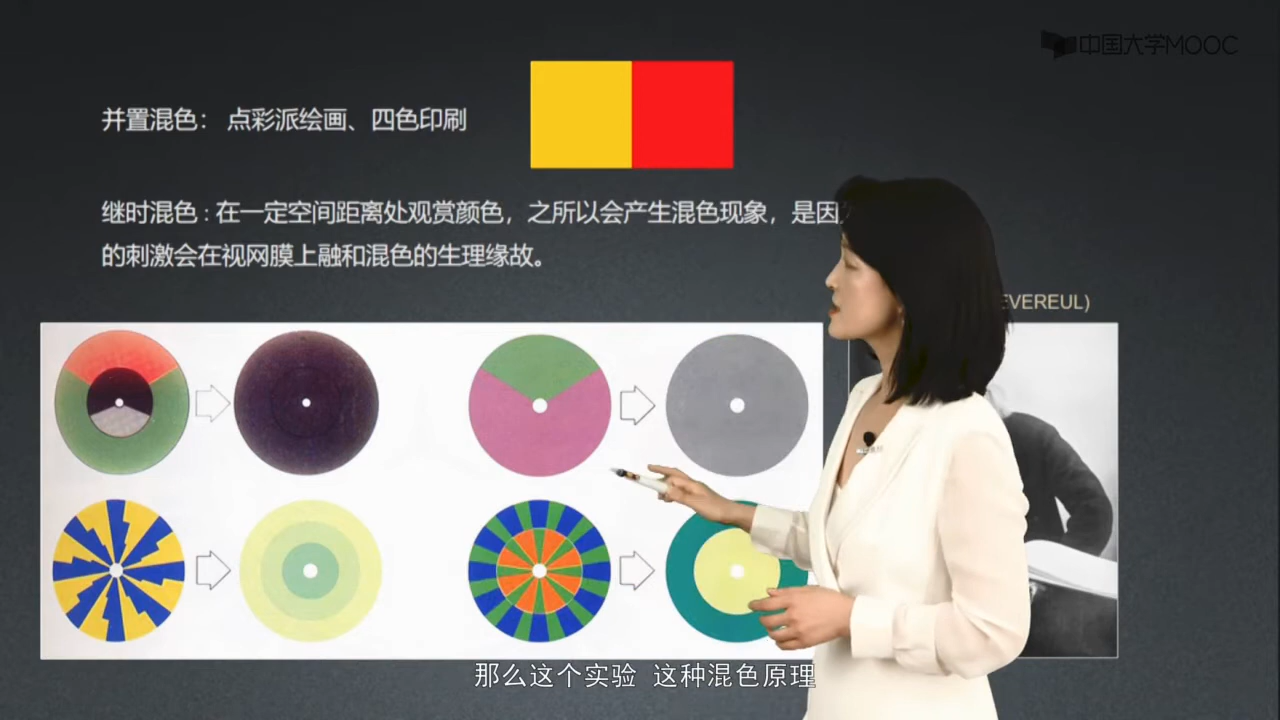 中国大学MOOC
并置混色： 点彩派绘画、四色印刷
继时混色 : 在一定空间距离处观赏颜色，之所以会产生混色现象，是因
的刺激会在视网膜上融和混色的生理缘故。
EVEREUL)
那么这个实验 这种混色原理